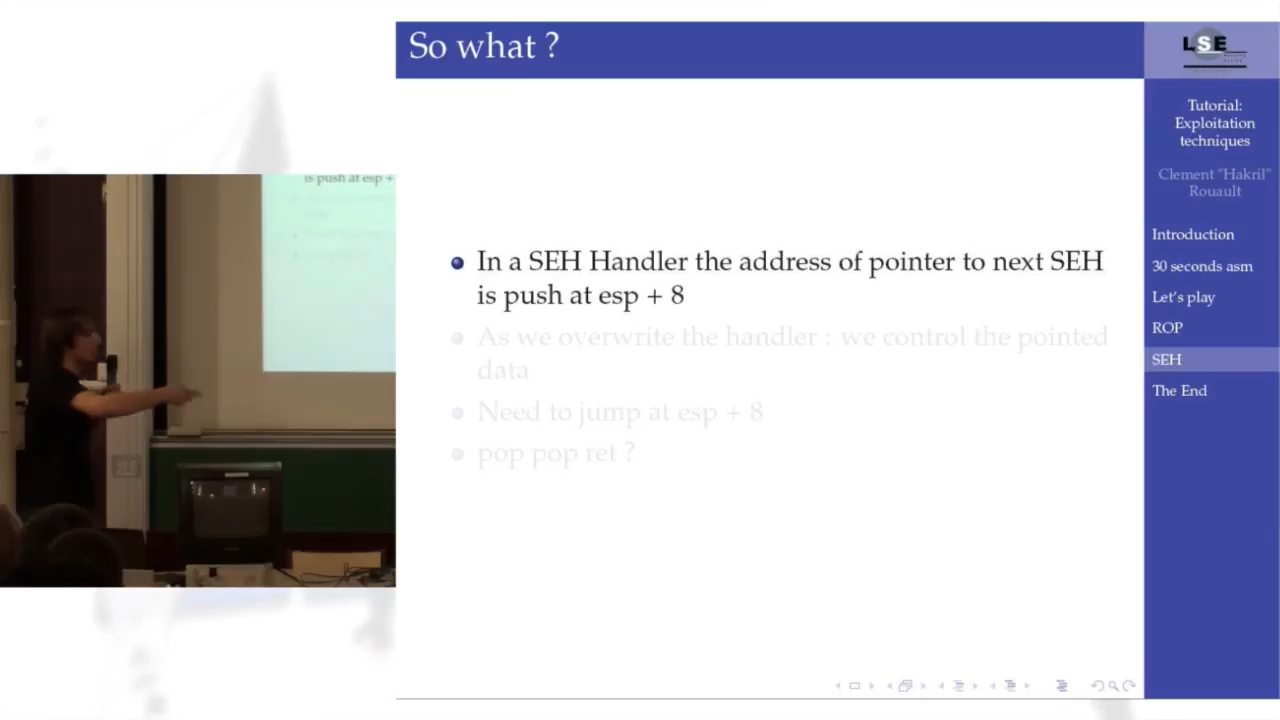 So what ?
LSE
Tutorial:
Exploitation
techniques
Clement "Hakril"
Rouault
Introduction
30 seconds asm
Let's play
ROP
SEH
The End
In a SEH Handler the address of pointer to next SEH
is push at esp + 8
As we overwrite the handler : we control the pointed
data
Need to jump at esp + 8
pop pop ret ?
is push at esp +